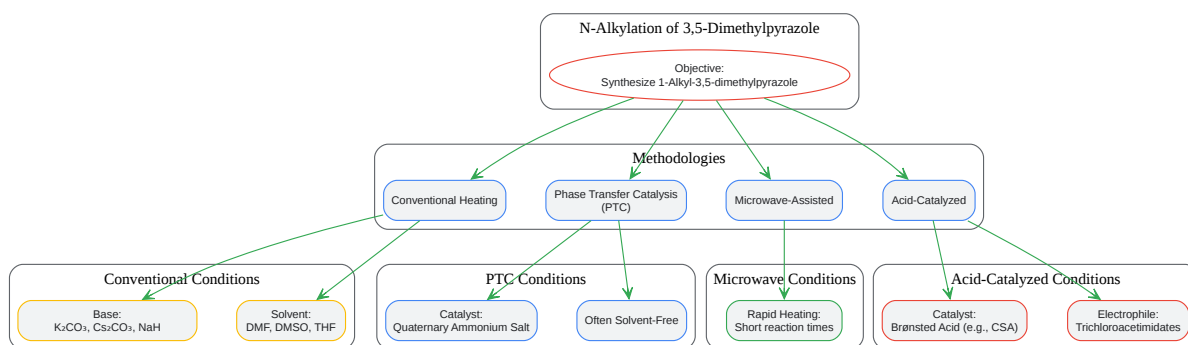 N-Alkylation of 3,5-Dimethylpyrazole
Objective:
Synthesize 1-Alkyl-3,5-dimethylpyrazole
Methodologies
Conventional Heating
Phase Transfer Catalysis
(PTC)
Microwave-Assisted
Acid-Catalyzed
Conventional Conditions
Base:
K₂CO₃, Cs₂CO₃, NaH
Solvent:
DMF, DMSO, THF
PTC Conditions
Catalyst:
Quaternary Ammonium Salt
Often Solvent-Free
Microwave Conditions
Rapid Heating:
Short reaction times
Acid-Catalyzed Conditions
Catalyst:
Brønsted Acid (e.g., CSA)
Electrophile:
Trichloroacetimidates